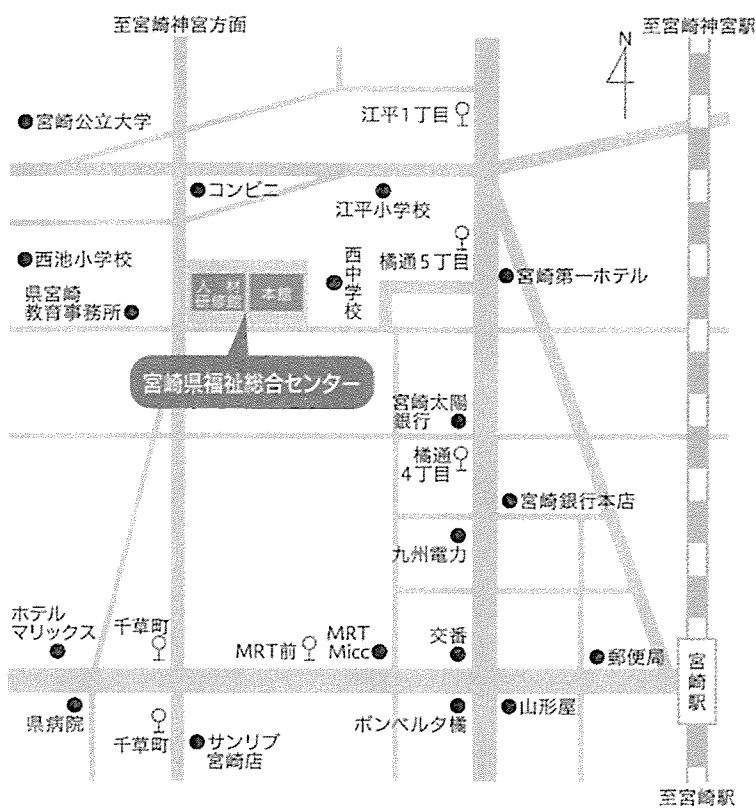 至宮崎神宮方面
至宮崎神宮駅
N
宮崎公立大学
江平1丁目
コンビニ
江平小学校
西池小学校
西中学校
橘通5丁目
宮崎第一ホテル
人材
研修館
本館
県宮崎
教育事務所
宮崎県福祉総合センター
宮崎太陽
銀行
橘通
4丁目
宮崎銀行本店
九州電力
ホテル
マリックス
千草町
MRT前
MRT
Micc
交番
郵便局
宮崎駅
県病院
千草町
サンリブ
宮崎店
ボンベルタ橘
山形屋
至宮崎駅